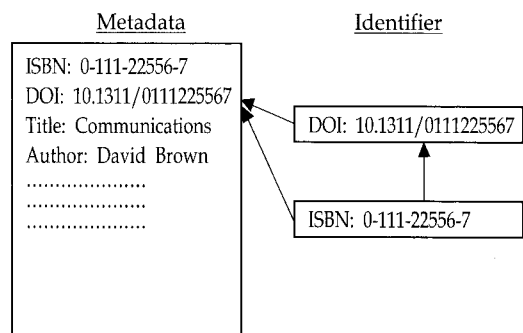 Metadata
Identifier
ISBN: 0-111-22556-7
DOI: 10.1311/0111225567
Title: Communications
Author: David Brown
.....................
.....................
.....................
DOI: 10.1311/0111225567
ISBN: 0-111-22556-7